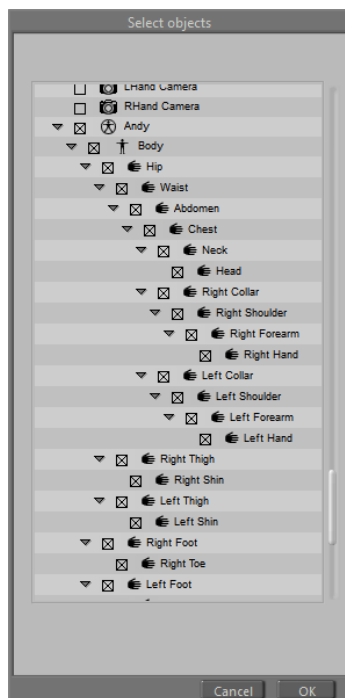 Select objects
LHand Camera
RHand Camera
Andy
Body
Hip
Waist
Abdomen
Chest
Neck
Head
Right Collar
Right Shoulder
Right Forearm
Right Hand
Left Collar
Left Shoulder
Left Forearm
Left Hand
Right Thigh
Right Shin
Left Thigh
Left Shin
Right Foot
Right Toe
Left Foot
Cancel OK